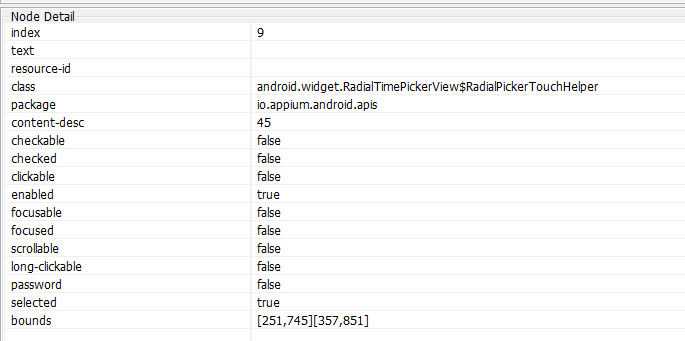 Node Detail
index 9
text
resource-id
class android.widget.RadialTimePickerView$RadialPickerTouchHelper
package io.appium.android.apis
content-desc 45
checkable false
checked false
clickable false
enabled true
focusable false
focused false
scrollable false
long-clickable false
password false
selected true
bounds [251,745][357,851]